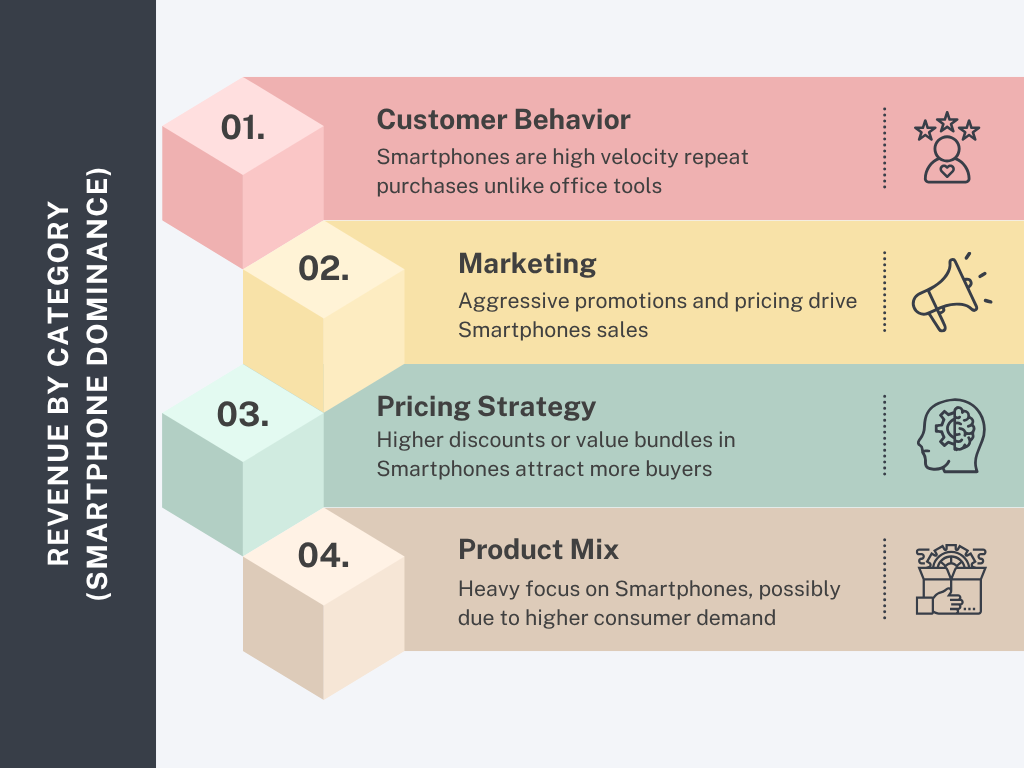 REVENUE BY CATEGORY
(SMARTPHONE DOMINANCE)
01.
Customer Behavior
Smartphones are high velocity repeat
purchases unlike office tools
02.
Marketing
Aggressive promotions and pricing drive
Smartphones sales
03.
Pricing Strategy
Higher discounts or value bundles in
Smartphones attract more buyers
04.
Product Mix
Heavy focus on Smartphones, possibly
due to higher consumer demand